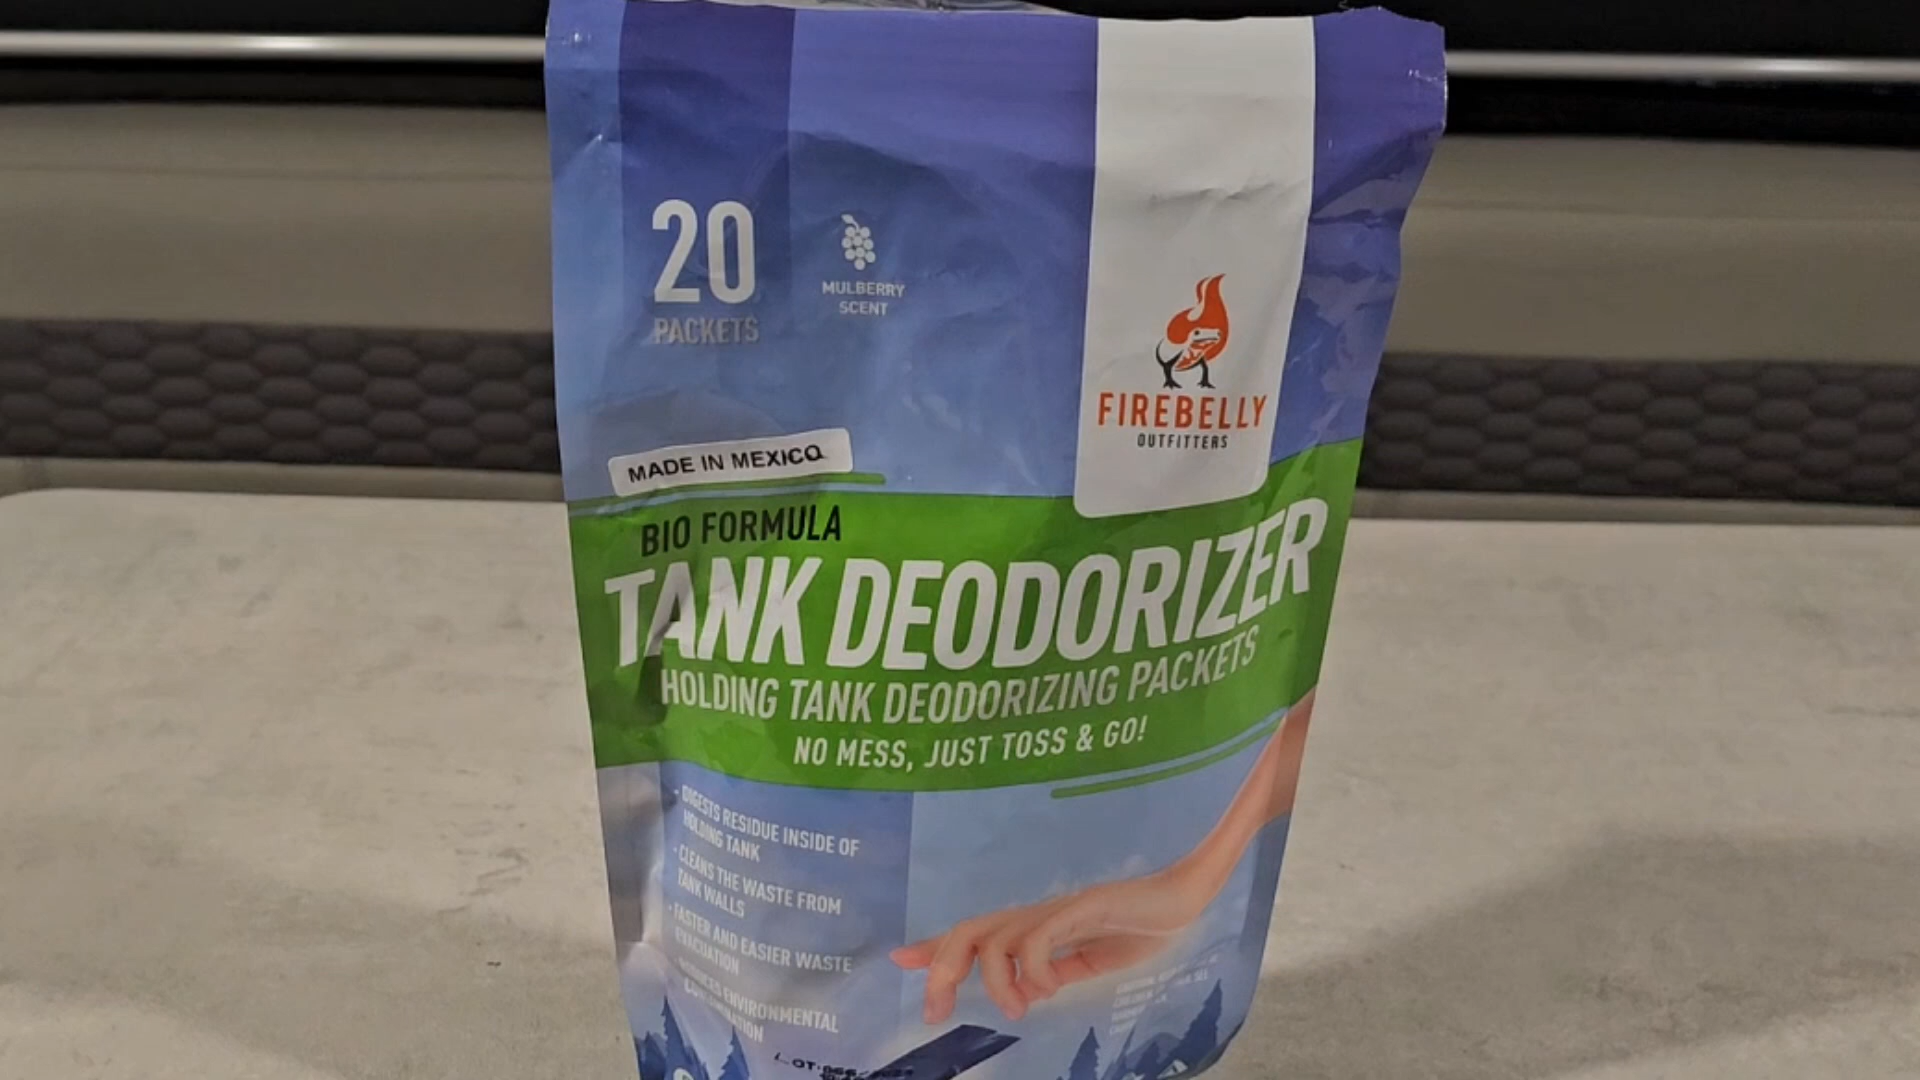 20
PACKETS
MULBERRY
SCENT
FIREBELLY
OUTFITTERS
MADE IN MEXICO
BIO FORMULA
TANK DEODORIZER
HOLDING TANK DEODORIZING PACKETS
NO MESS, JUST TOSS & GO!
- DIGESTS RESIDUE INSIDE OF
HOLDING TANK
- CLEANS THE WASTE FROM
TANK WALLS
- FASTER AND EASIER WASTE
EVACUATION
ENVIRONMENTAL